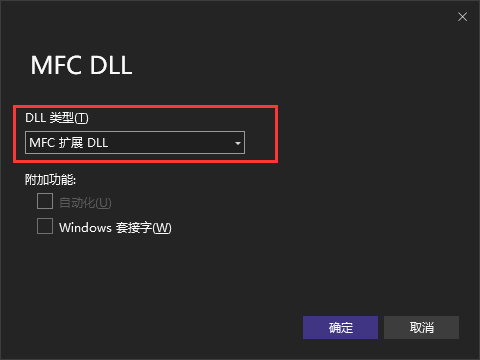 MFC DLL
DLL 类型(T)
MFC 扩展 DLL
附加功能:
自动化(U)
Windows 套接字(W)
确定
取消